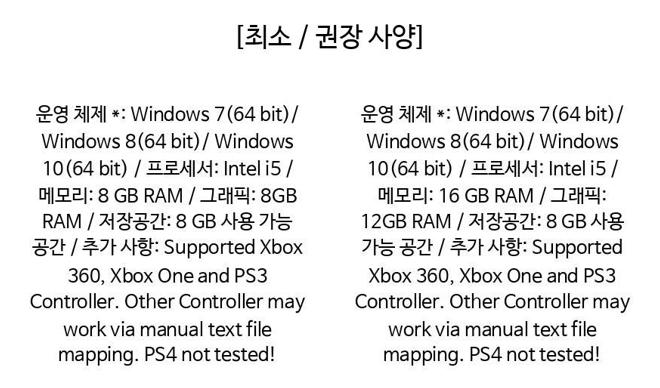 [최소 / 권장 사양]
운영 체제 *: Windows 7(64 bit)/
Windows 8(64 bit)/ Windows
10(64 bit) / 프로세서: Intel i5 /
메모리: 8 GB RAM / 그래픽: 8GB
RAM / 저장공간: 8 GB 사용 가능
공간 / 추가 사항: Supported Xbox
360, Xbox One and PS3
Controller. Other Controller may
work via manual text file
mapping. PS4 not tested!
운영 체제 *: Windows 7(64 bit)/
Windows 8(64 bit)/ Windows
10(64 bit) / 프로세서: Intel i5 /
메모리: 16 GB RAM / 그래픽:
12GB RAM / 저장공간: 8 GB 사용
가능 공간 / 추가 사항: Supported
Xbox 360, Xbox One and PS3
Controller. Other Controller may
work via manual text file
mapping. PS4 not tested!